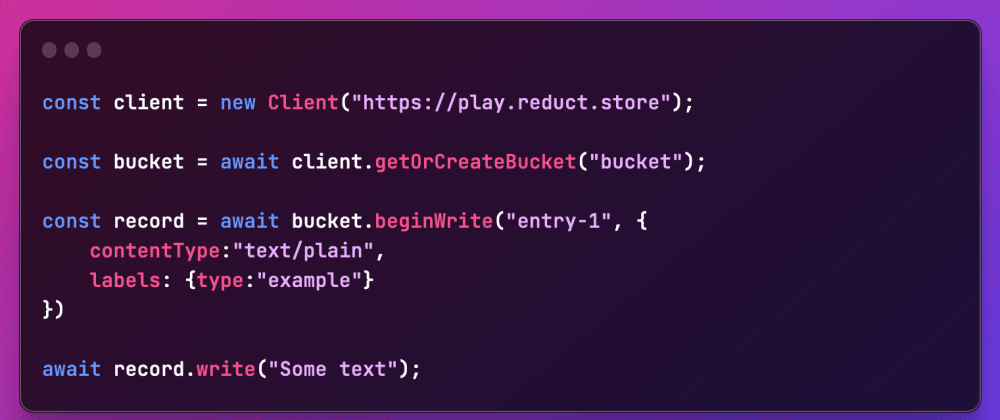 const client = new Client("https://play.reduct.store");
const bucket = await client.getOrCreateBucket("bucket");
const record = await bucket.beginWrite("entry-1", {
    contentType:"text/plain",
    labels: {type:"example"}
})
await record.write("Some text");